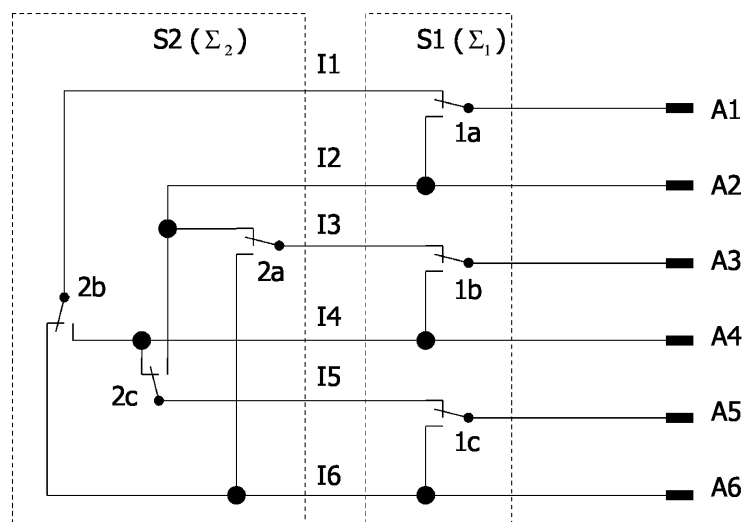 S2 (Σ₂) S1 (Σ₁)
I1
A1
1a
I2
A2
I3
2a
A3
1b
2b
I4
A4
I5
2c
A5
1c
I6
A6